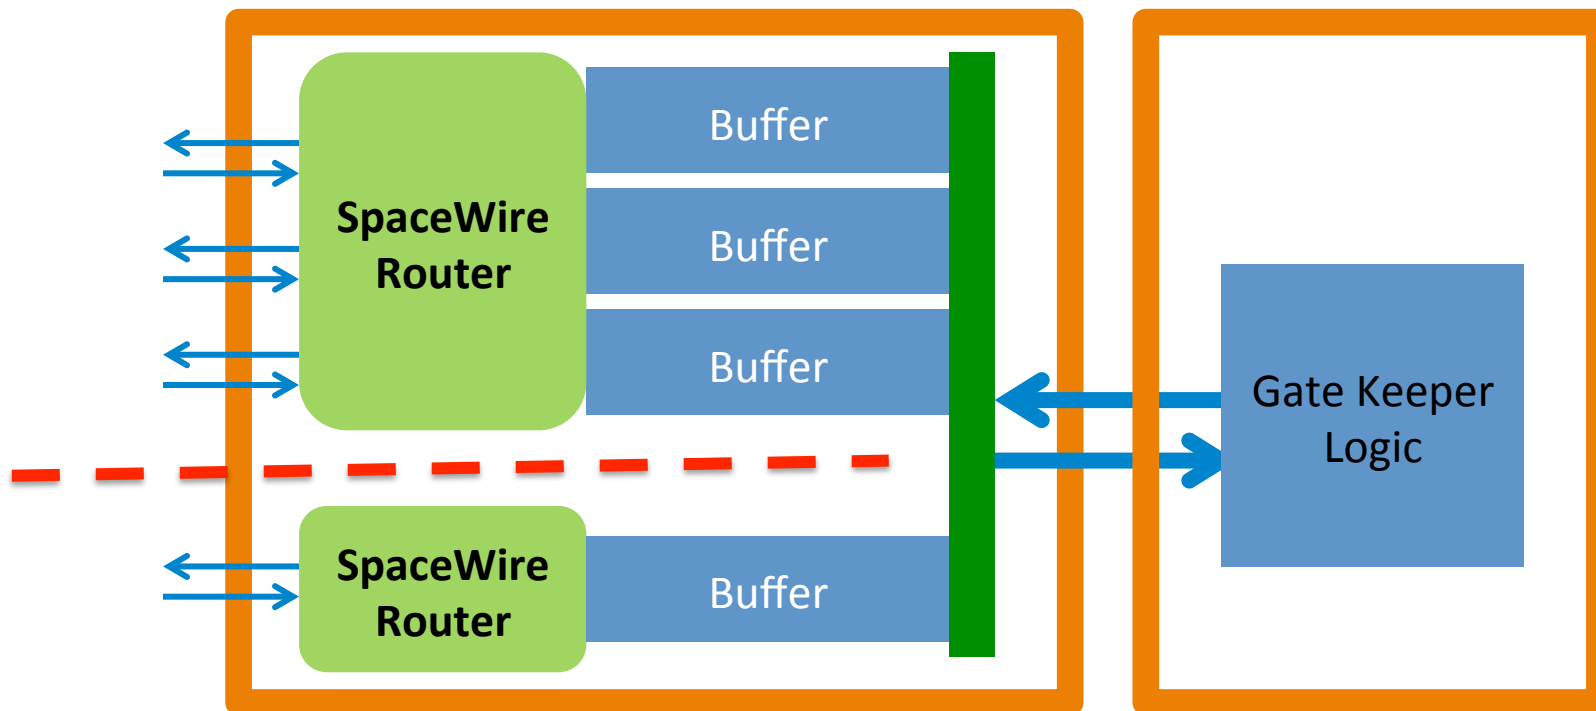 SpaceWire
Router
Buffer
Buffer
Buffer
Gate Keeper
Logic
SpaceWire
Router
Buffer